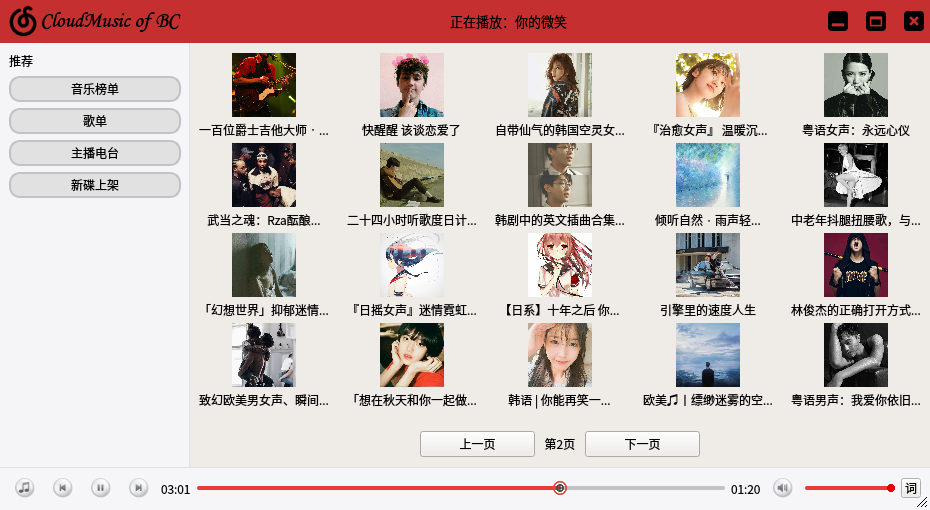 CloudMusic of BC
正在播放：你的微笑
推荐
音乐榜单
歌单
主播电台
新碟上架
一百位爵士吉他大师 · ...
快醒醒 该谈恋爱了
自带仙气的韩国空灵女...
『治愈女声』 温暖沉...
粤语女声：永远心仪
武当之魂：Rza酝酿...
二十四小时听歌度日计...
韩剧中的英文插曲合集...
倾听自然 · 雨声轻...
中老年抖腿扭腰歌，与...
「幻想世界」抑郁迷情...
『日摇女声』迷情霓虹...
【日系】十年之后 你...
引擎里的速度人生
林俊杰的正确打开方式...
致幻欧美男女声、瞬间...
「想在秋天和你一起做...
韩语 | 你能再笑一...
欧美♫丨缥缈迷雾的空...
粤语男声：我爱你依旧...
上一页
第2页
下一页
03:01
01:20
词